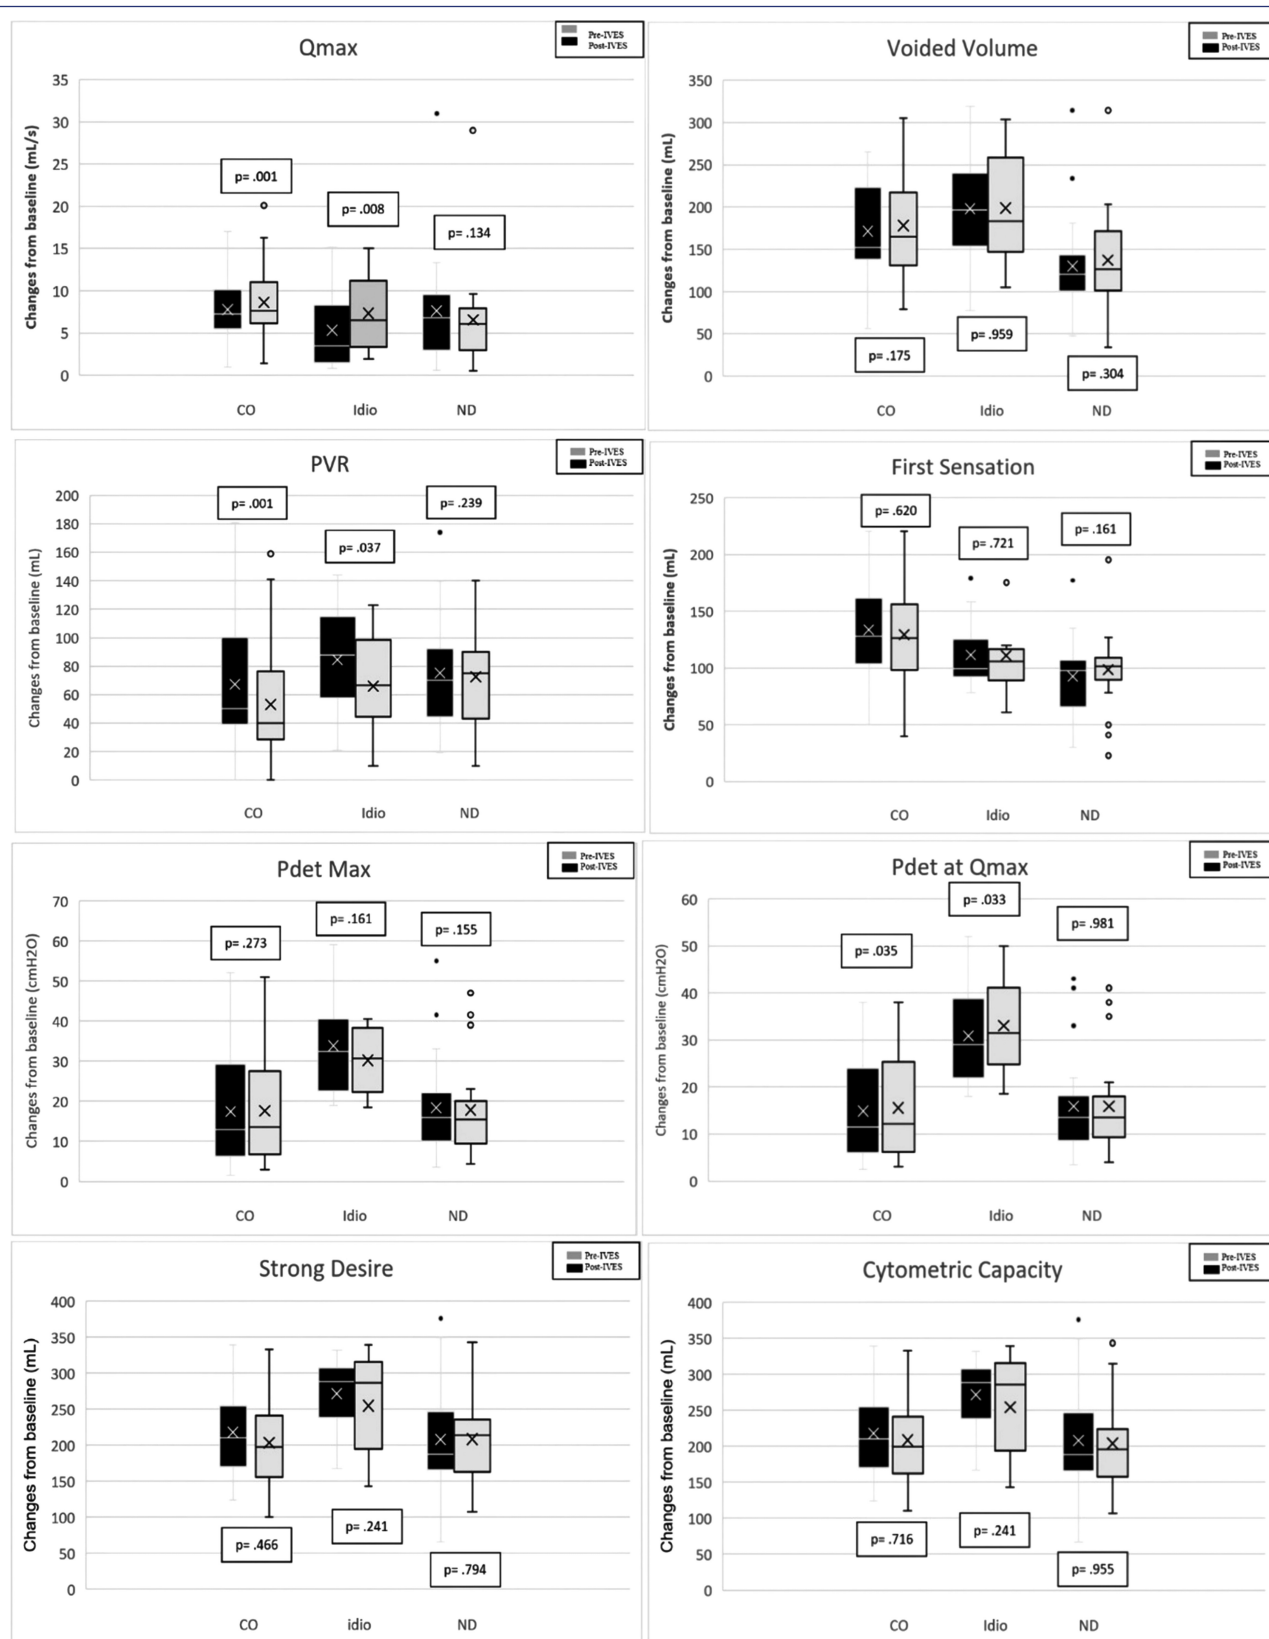 Qmax
Pre-IVES
Post-IVES
Changes from baseline (mL/s)
35
30
25
20
15
10
5
0
p= .001
p= .008
p= .134
CO
Idio
ND
Voided Volume
Pre-IVES
Post-IVES
Changes from baseline (mL)
350
300
250
200
150
100
50
0
p= .175
p= .959
p= .304
CO
Idio
ND
PVR
Pre-IVES
Post-IVES
Changes from baseline (mL)
200
180
160
140
120
100
80
60
40
20
0
p= .001
p= .037
p= .239
CO
Idio
ND
First Sensation
Pre-IVES
Post-IVES
Changes from baseline (mL)
250
200
150
100
50
0
p= .620
p= .721
p= .161
CO
Idio
ND
Pdet Max
Pre-IVES
Post-IVES
Changes from baseline (cmH2O)
70
60
50
40
30
20
10
0
p= .273
p= .161
p= .155
CO
Idio
ND
Pdet at Qmax
Pre-IVES
Post-IVES
Changes from baseline (cmH2O)
60
50
40
30
20
10
0
p= .035
p= .033
p= .981
CO
Idio
ND
Strong Desire
Pre-IVES
Post-IVES
Changes from baseline (mL)
400
350
300
250
200
150
100
50
0
p= .466
p= .241
p= .794
CO
idio
ND
Cytometric Capacity
Pre-IVES
Post-IVES
Changes from baseline (mL)
400
350
300
250
200
150
100
50
0
p= .716
p= .241
p= .955
CO
Idio
ND